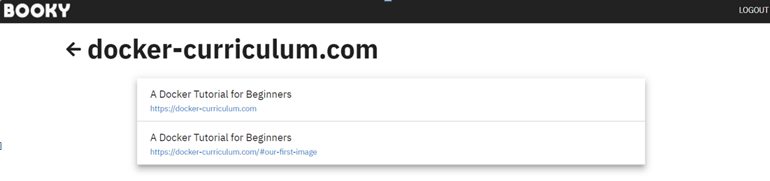 BOOKY
LOGOUT
← docker-curriculum.com
A Docker Tutorial for Beginners
https://docker-curriculum.com
A Docker Tutorial for Beginners
https://docker-curriculum.com/#our-first-image